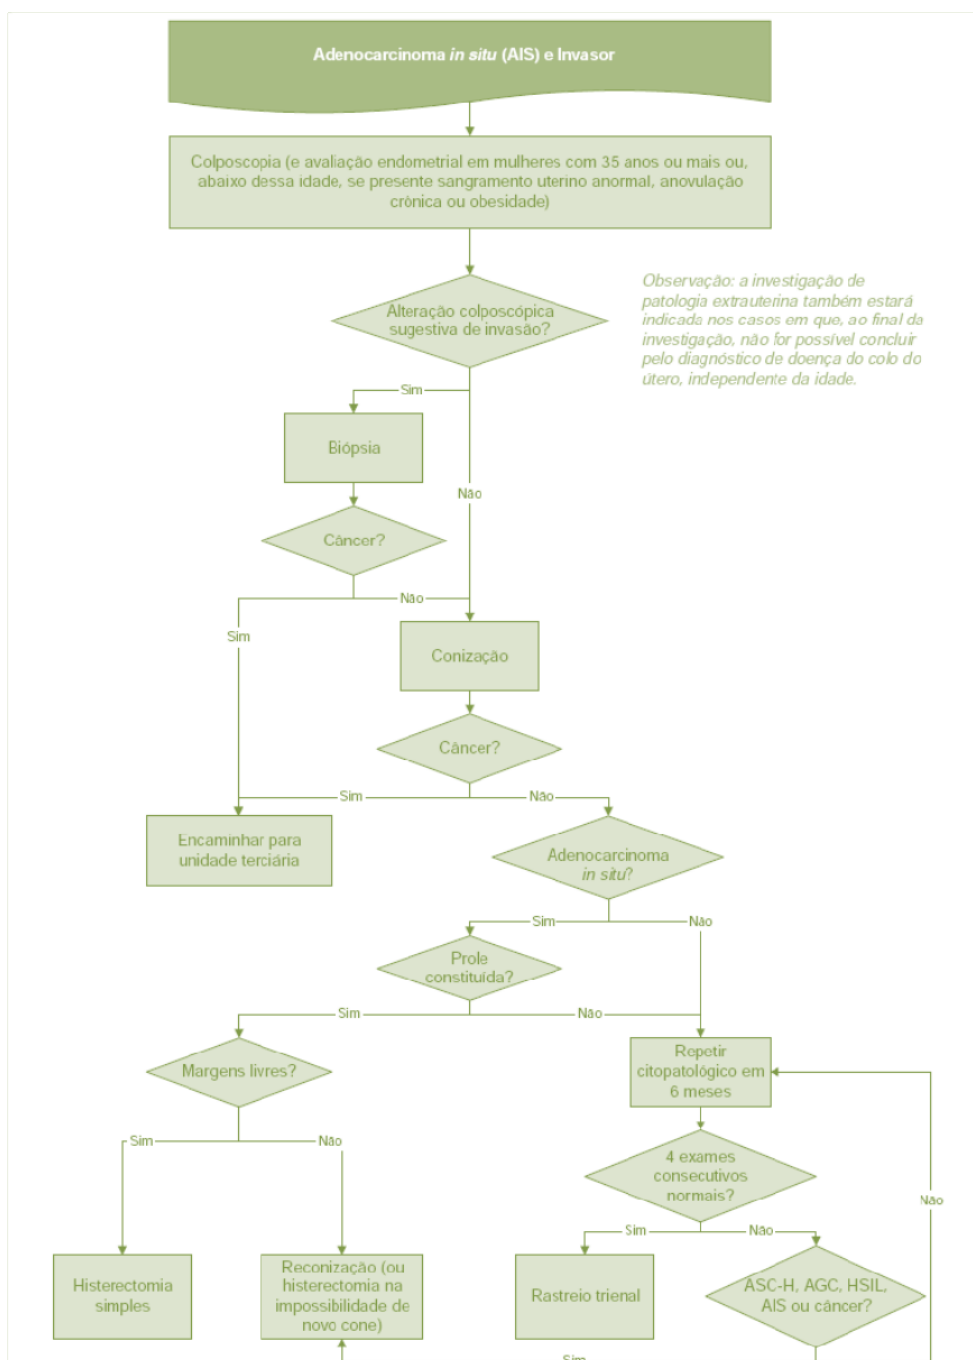 Adenocarcinoma in situ (AIS) e Invasor
Colposcopia (e avaliação endometrial em mulheres com 35 anos ou mais ou,
abaixo dessa idade, se presente sangramento uterino anormal, anovulação
crônica ou obesidade)
Observação: a investigação de
patologia extrauterina também estará
indicada nos casos em que, ao final da
investigação, não for possível concluir
pelo diagnóstico de doença do colo do
útero, independente da idade.
Alteração colposcópica
sugestiva de invasão?
Sim
Biópsia
Não
Câncer?
Não
Sim
Conização
Câncer?
Sim
Não
Encaminhar para
unidade terciária
Adenocarcinoma
in situ?
Sim
Não
Prole
constituída?
Sim
Não
Margens livres?
Repetir
citopatológico em
6 meses
Sim
Não
4 exames
consecutivos
normais?
Não
Sim
Não
Histerectomia
simples
Reconização (ou
histerectomia na
impossibilidade de
novo cone)
Rastreio trienal
ASC-H, AGC, HSIL,
AIS ou câncer?
Sim